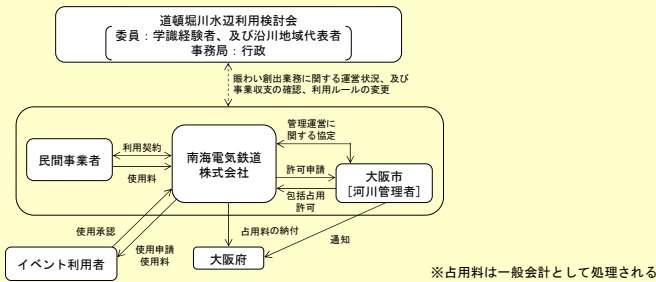 道頓堀川水辺利用検討会
委員：学識経験者、及び沿川地域代表者
事務局：行政
賑わい創出業務に関する運営状況、及び
事業収支の確認、利用ルールの変更
管理運営に
関する協定
民間事業者
利用契約
使用料
南海電気鉄道
株式会社
許可申請
包括占用
許可
大阪市
［河川管理者］
使用承認
使用申請
使用料
占用料の納付
通知
イベント利用者
大阪府
※占用料は一般会計として処理される